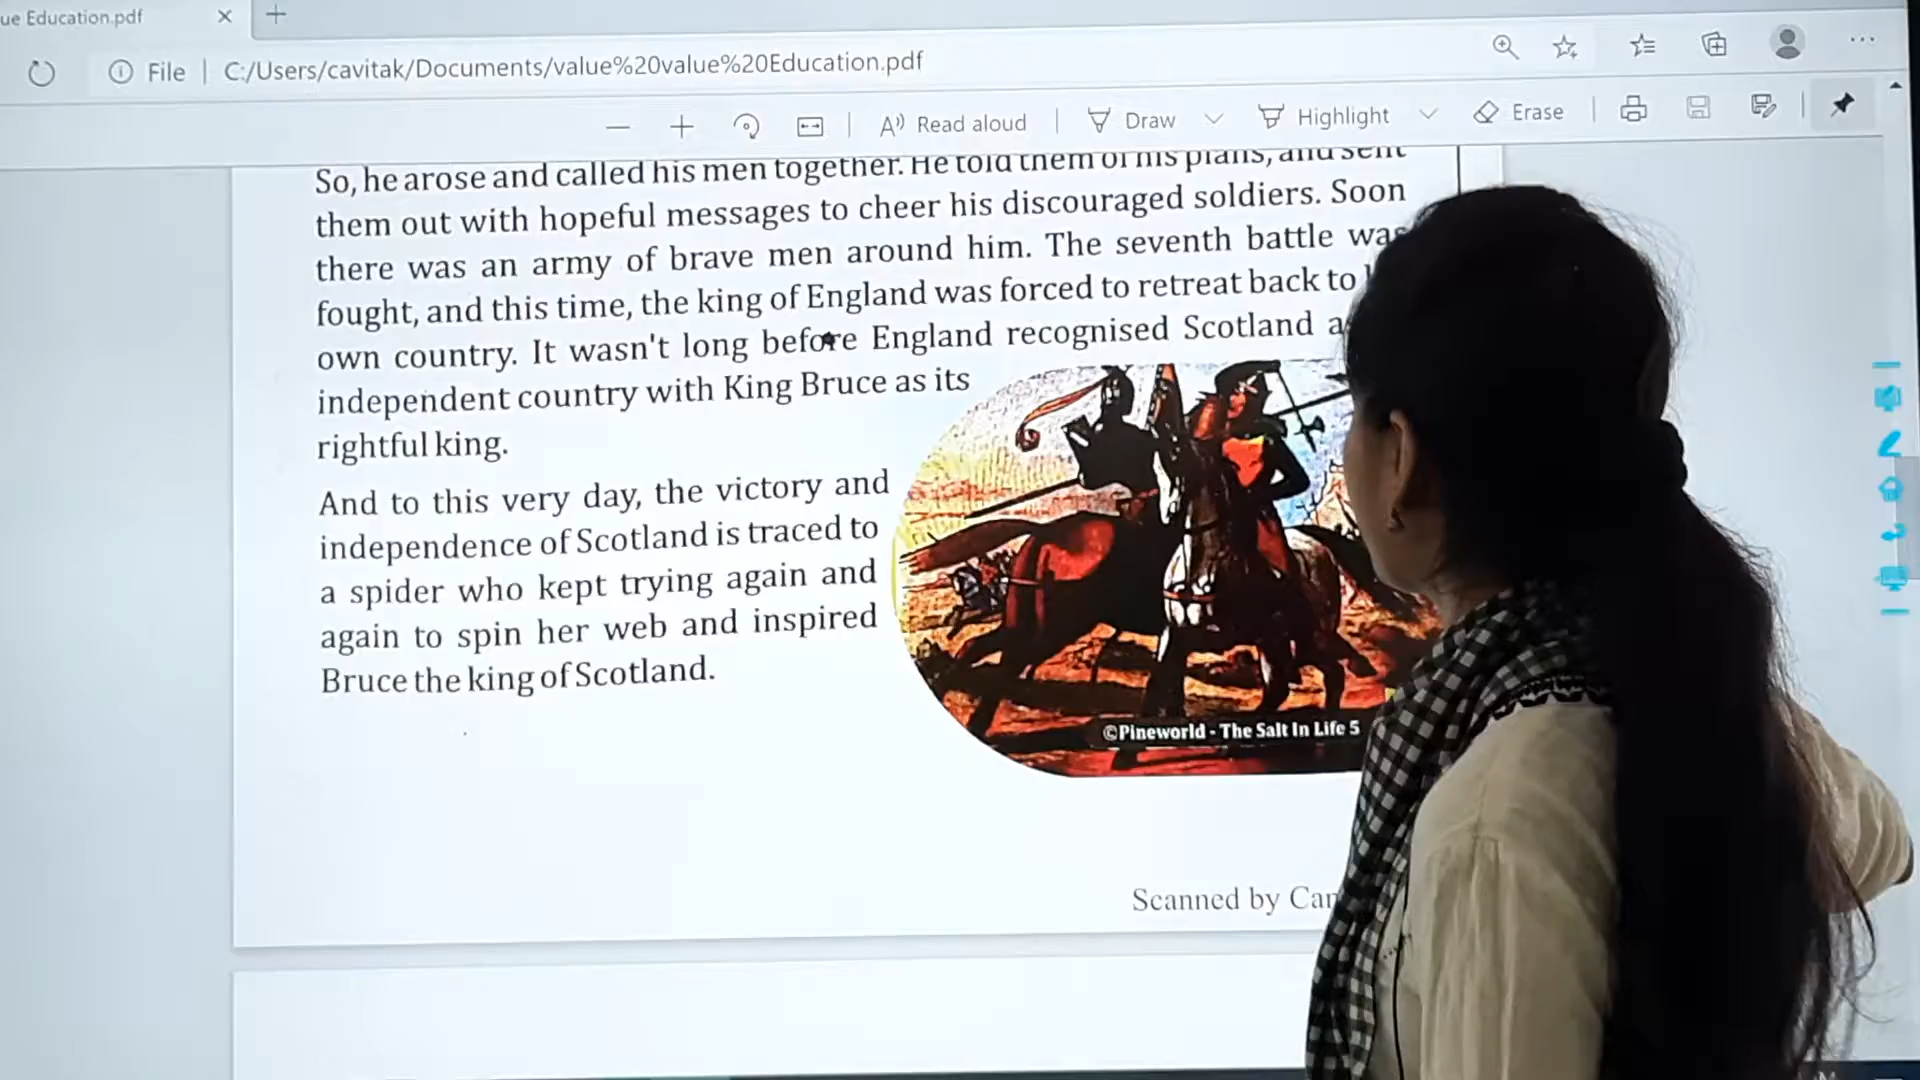 ue Education.pdf
File | C:/Users/cavitak/Documents/value%20value%20Education.pdf
Read aloud | Draw Highlight Erase
So, he arose and called his men together. He told them of his plans, and sent
them out with hopeful messages to cheer his discouraged soldiers. Soon
there was an army of brave men around him. The seventh battle was
fought, and this time, the king of England was forced to retreat back to
own country. It wasn't long before England recognised Scotland a
independent country with King Bruce as its
rightful king.
And to this very day, the victory and
independence of Scotland is traced to
a spider who kept trying again and
again to spin her web and inspired
Bruce the king of Scotland.
©Pineworld - The Salt In Life 5
Scanned by Cam